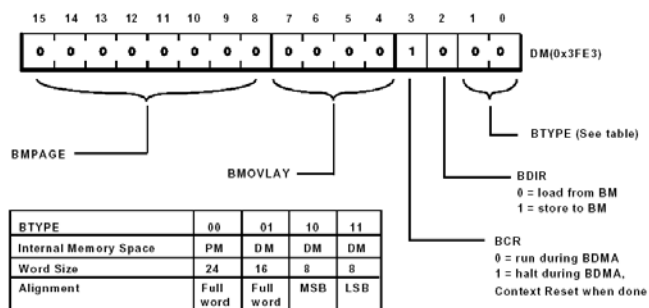 15 14 13 12 11 10 9 8 7 6 5 4 3 2 1 0
0 0 0 0 0 0 0 0 0 0 0 0 1 0 0 0 DM(0x3FE3)
BTYPE (See table)
BMPAGE
BMOVLAY
BDIR
0 = load from BM
1 = store to BM
BCR
0 = run during BDMA
1 = halt during BDMA,
Context Reset when done
BTYPE 00 01 10 11
Internal Memory Space PM DM DM DM
Word Size 24 16 8 8
Alignment Full word Full word MSB LSB